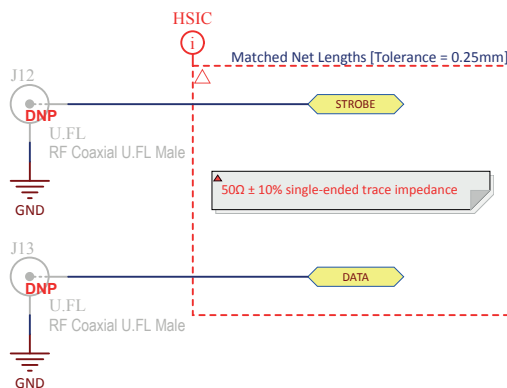 HSIC
i
Matched Net Lengths [Tolerance = 0.25mm]
J12
DNP
STROBE
U.FL
RF Coaxial U.FL Male
GND
50Ω ± 10% single-ended trace impedance
J13
DNP
DATA
U.FL
RF Coaxial U.FL Male
GND